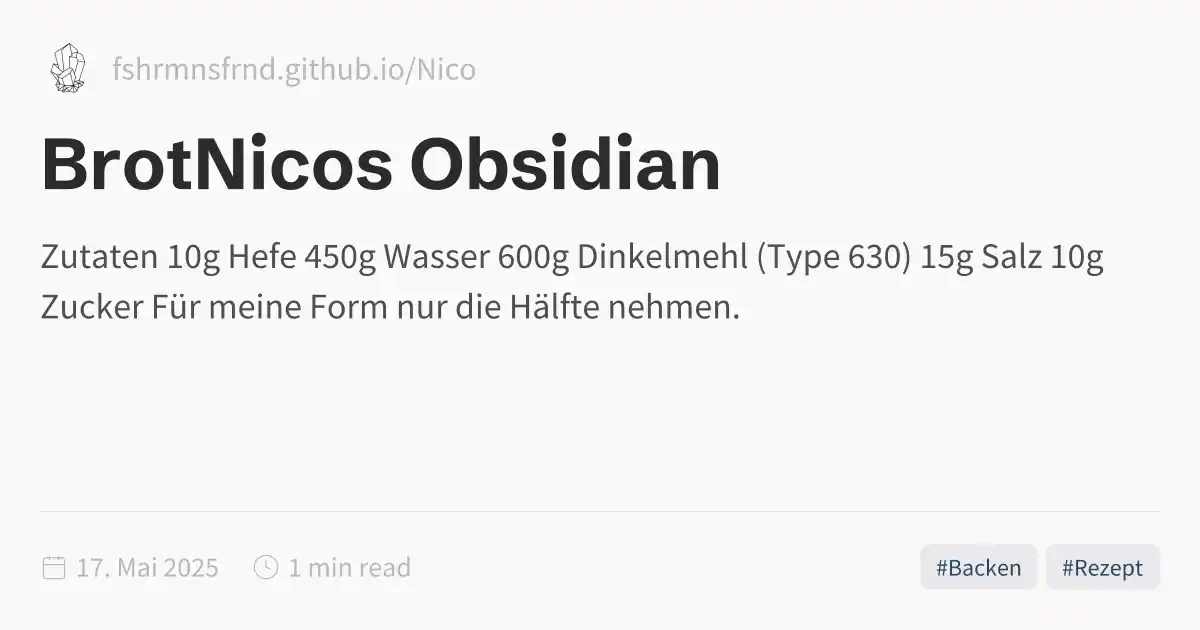 fshrmnsfrnd.github.io/Nico
BrotNicos Obsidian
Zutaten 10g Hefe 450g Wasser 600g Dinkelmehl (Type 630) 15g Salz 10g
Zucker Für meine Form nur die Hälfte nehmen.
17. Mai 2025 1 min read #Backen #Rezept